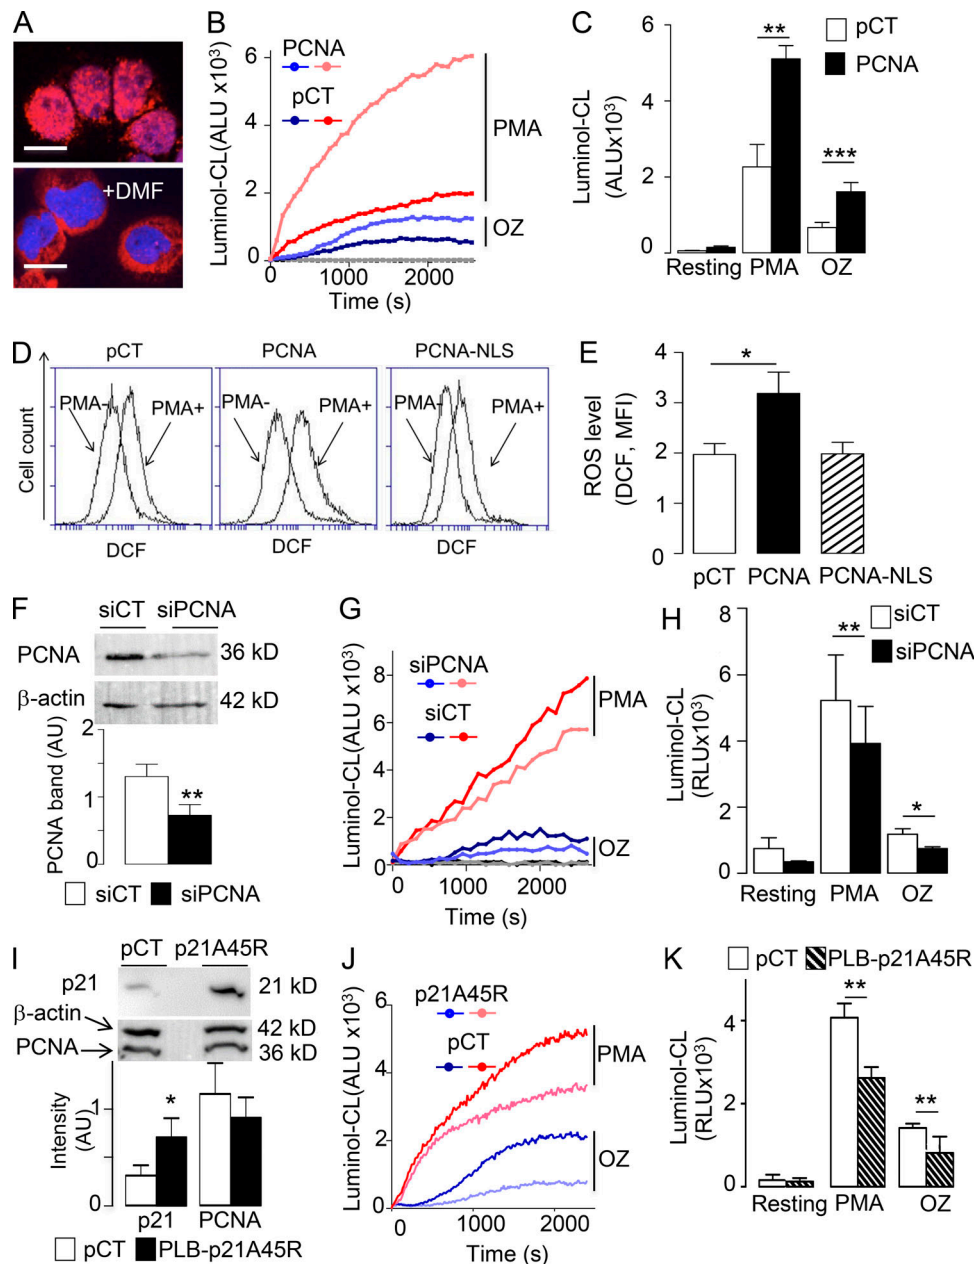 A
+DMF
B
Luminol-CL(ALU x10³)
6
4
2
0
PCNA
pCT
PMA
OZ
0 1000 2000
Time (s)
C
pCT
PCNA
Luminol-CL
(ALUx10³)
6
4
2
0
**
***
Resting PMA OZ
D
pCT PCNA PCNA-NLS
Cell count
PMA- PMA+
PMA- PMA+
PMA- PMA+
DCF DCF DCF
E
ROS level
(DCF, MFI)
4
3
2
1
0
*
pCT PCNA PCNA-NLS
F
siCT siPCNA
PCNA 36 kD
β-actin 42 kD
PCNA band (AU)
2
1
0
**
siCT siPCNA
G
Luminol-CL(ALU x10³)
8
6
4
2
0
siPCNA
siCT
PMA
OZ
0 1000 2000
Time (s)
H
siCT
siPCNA
Luminol-CL
(RLUx10³)
8
6
4
2
0
**
*
Resting PMA OZ
I
pCT p21A45R
p21 21 kD
β-actin 42 kD
PCNA 36 kD
Intensity
(AU)
1
0
*
p21 PCNA
pCT PLB-p21A45R
J
Luminol-CL(ALU x10³)
6
4
2
0
p21A45R
pCT
PMA
OZ
0 1000 2000
Time (s)
K
pCT PLB-p21A45R
Luminol-CL
(RLUx10³)
4
2
0
**
**
Resting PMA OZ